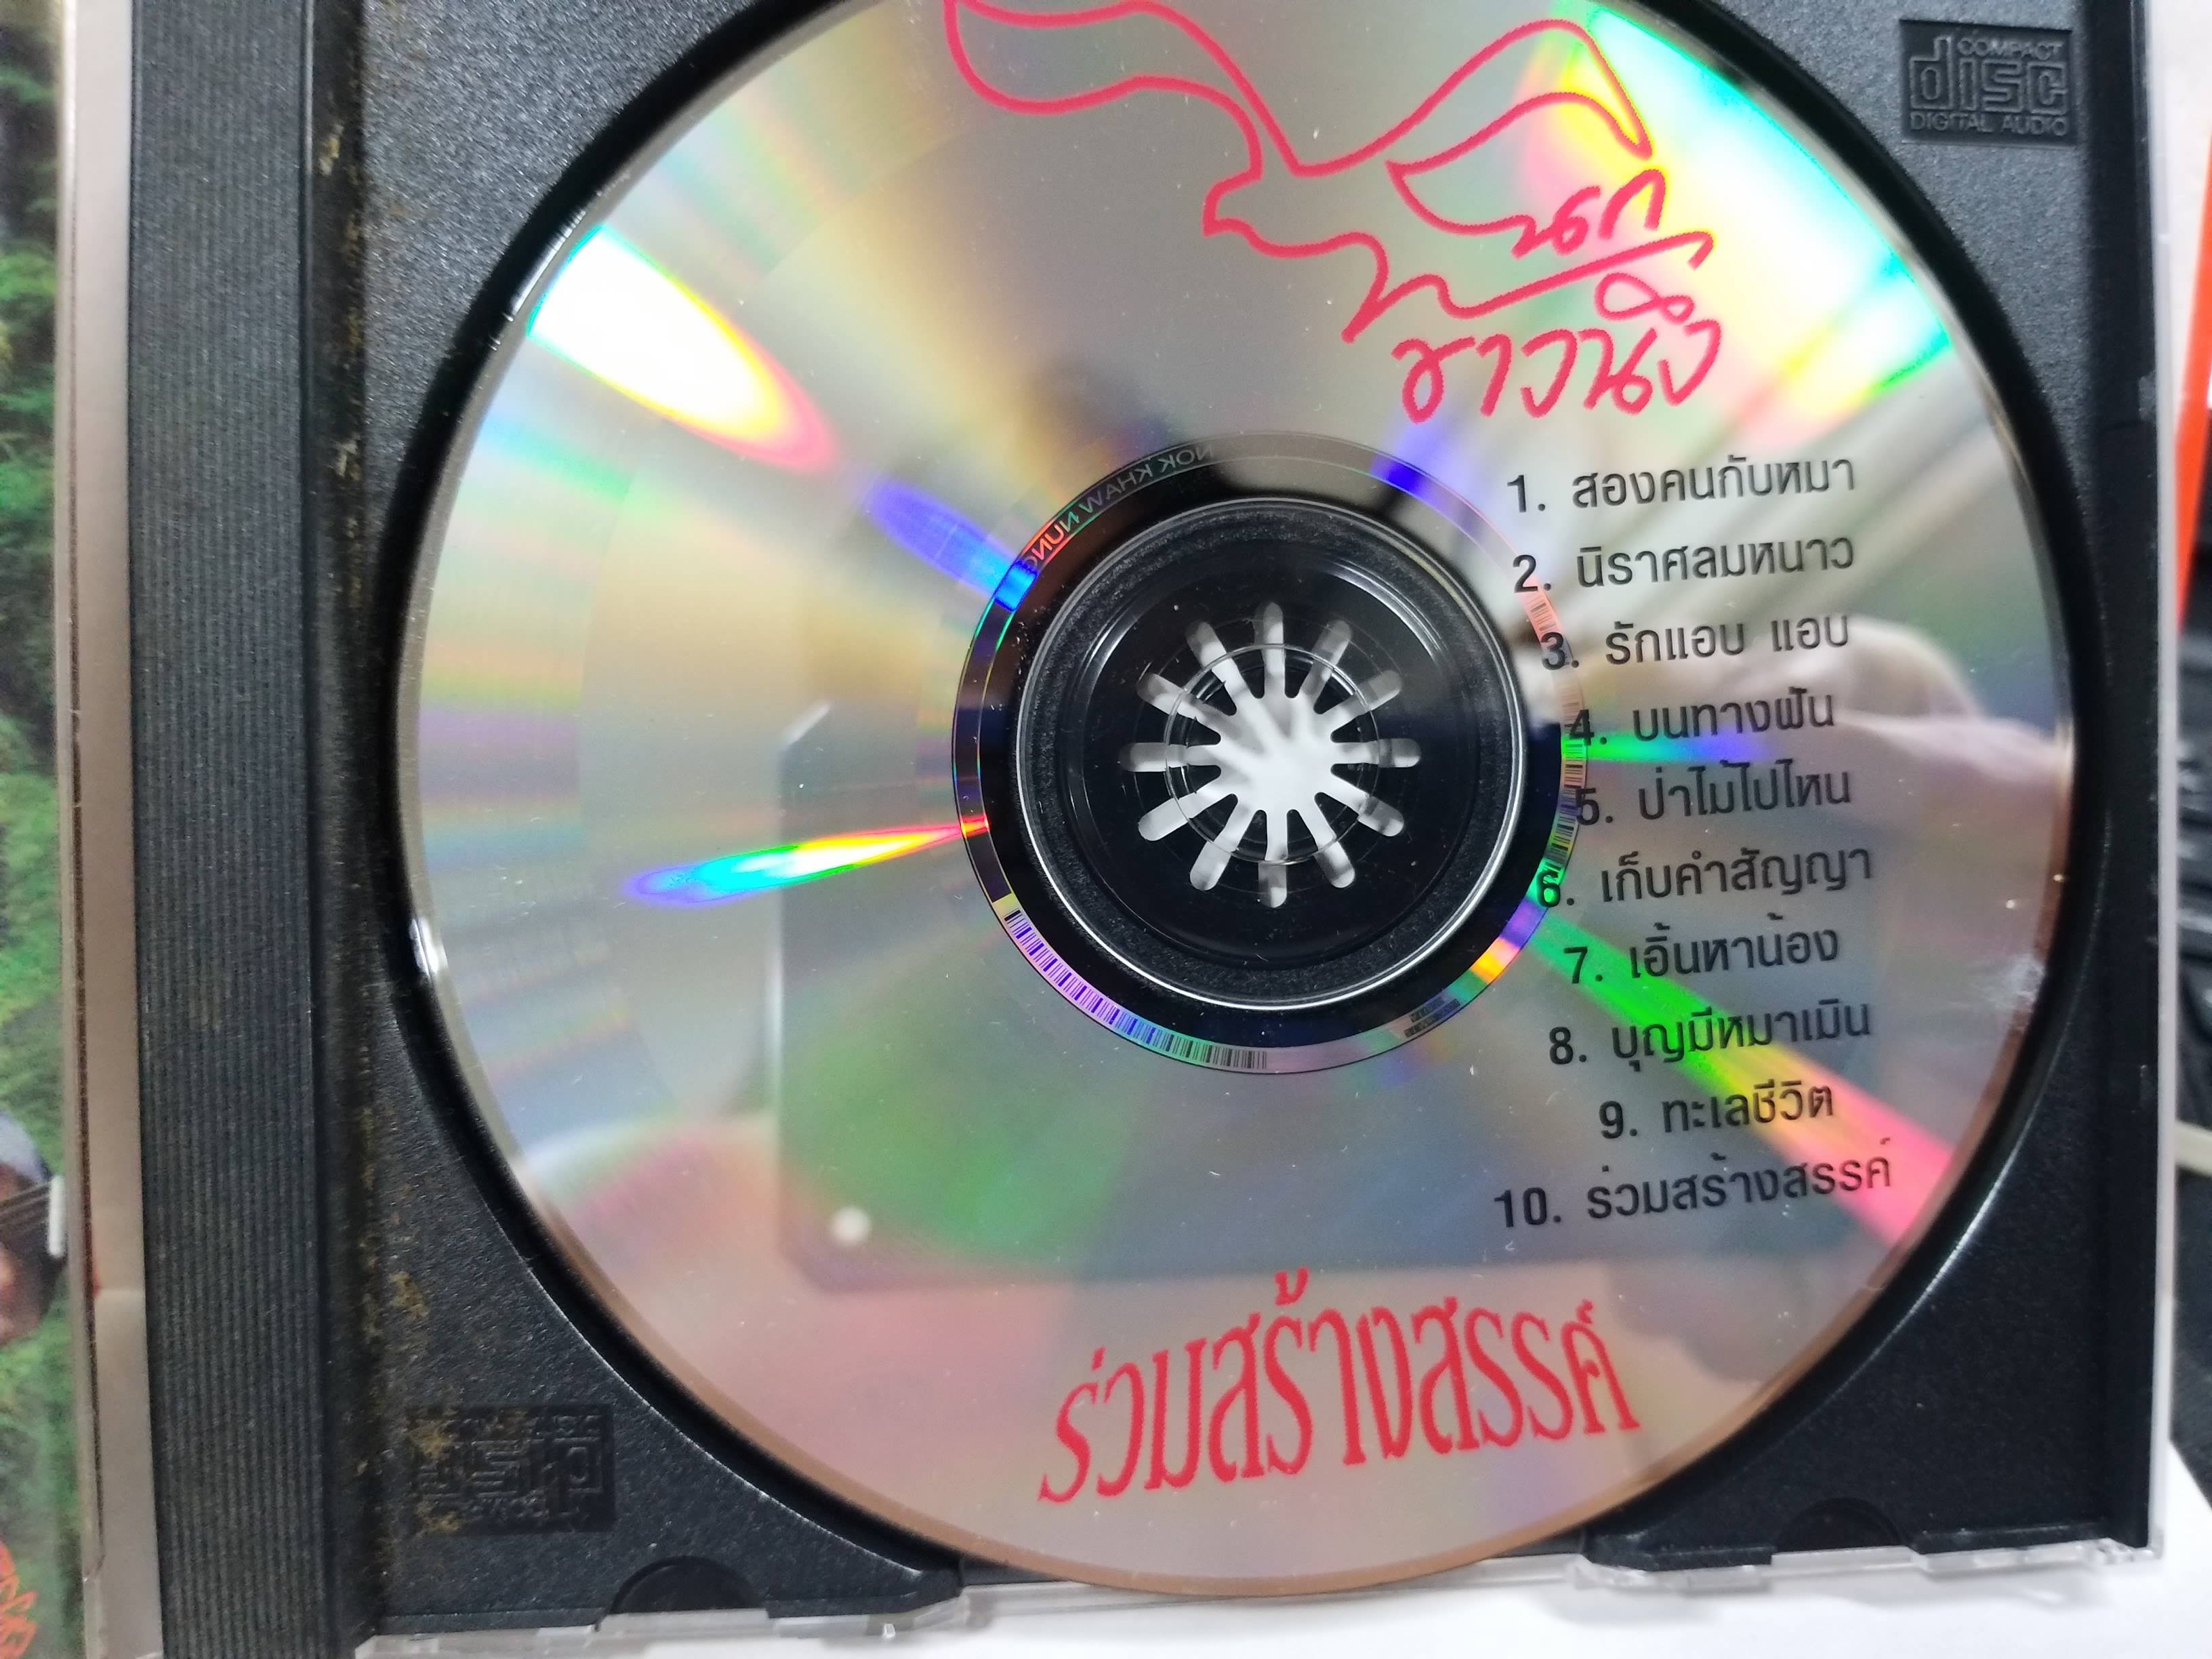 COMPACT
disc
DIGITAL AUDIO
นก
ขาวนึง
NOK KHAW NUNG
1. สองคนกับหมา
2. นิราศลมหนาว
3. รักแอบ แอบ
4. บนทางฝัน
5. ป่าไม้ไปไหน
6. เก็บคำสัญญา
7. เอิ้นหาน้อง
8. บุญมีหมาเมิน
9. ทะเลชีวิต
10. ร่วมสร้างสรรค์
ร่วมสร้างสรรค์